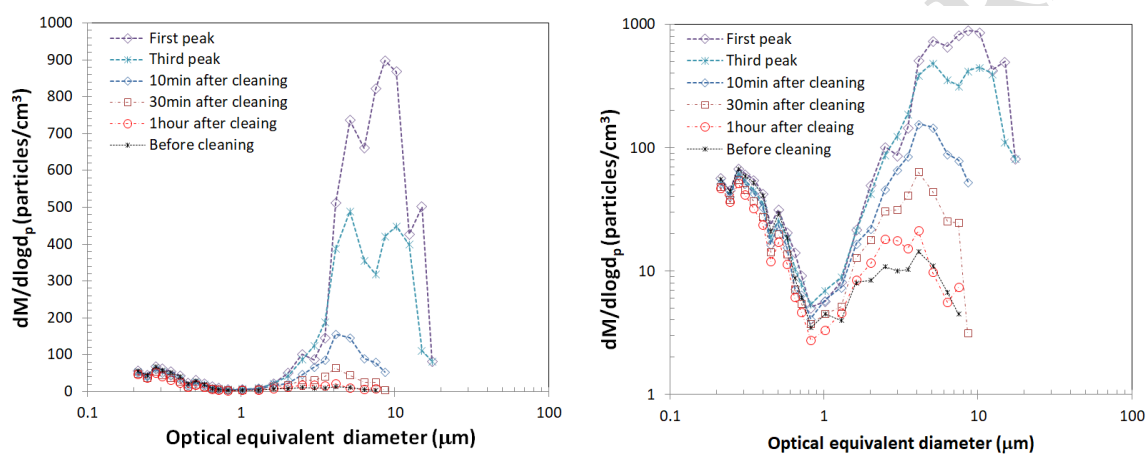 1000
900
800
700
600
500
400
300
200
100
0
dM/dlogdp (particles/cm³)
First peak
Third peak
10min after cleaning
30min after cleaning
1hour after cleaing
Before cleaning
0.1 1 10 100
Optical equivalent diameter (μm)
1000
100
10
1
dM/dlogdp (particles/cm³)
First peak
Third peak
10min after cleaning
30min after cleaning
1hour after cleaing
Before cleaning
0.1 1 10 100
Optical equivalent diameter (μm)